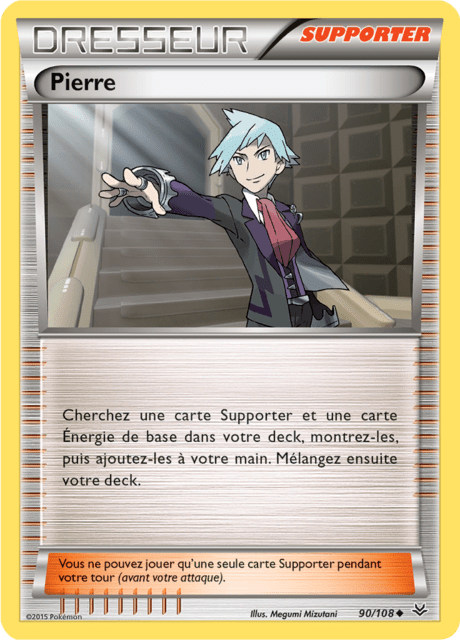 DRESSEUR
SUPPORTER
Pierre
Cherchez une carte Supporter et une carte
Énergie de base dans votre deck, montrez-les,
puis ajoutez-les à votre main. Mélangez ensuite
votre deck.
Vous ne pouvez jouer qu'une seule carte Supporter pendant
votre tour (avant votre attaque).
©2015 Pokémon
Illus. Megumi Mizutani
90/108